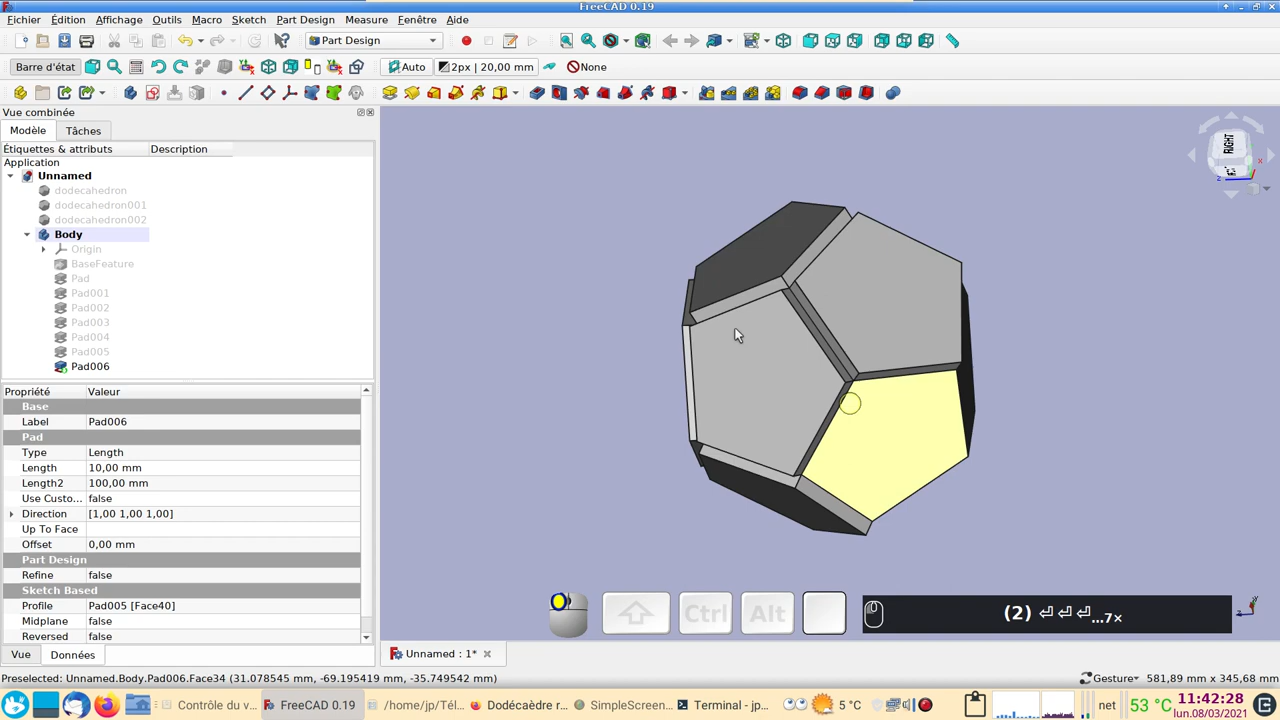 FreeCAD 0.19
Fichier Édition Affichage Outils Macro Sketch Part Design Measure Fenêtre Aide
Part Design
Barre d'état Auto 2px | 20,00 mm None
Vue combinée
Modèle Tâches
Étiquettes & attributs Description
Application
Unnamed
dodecahedron
dodecahedron001
dodecahedron002
Body
Origin
BaseFeature
Pad
Pad001
Pad002
Pad003
Pad004
Pad005
Pad006
Propriété Valeur
Base
Label Pad006
Pad
Type Length
Length 10,00 mm
Length2 100,00 mm
Use Custo... false
Direction [1,00 1,00 1,00]
Up To Face
Offset 0,00 mm
Part Design
Refine false
Sketch Based
Profile Pad005 [Face40]
Midplane false
Reversed false
Vue Données
RIGHT
Ctrl Alt
(2) ⏎ ⏎ ⏎...7×
Unnamed : 1*
Preselected: Unnamed.Body.Pad006.Face34 (31.078545 mm, -69.195419 mm, -35.749542 mm)
Gesture 581,89 mm x 345,68 mm
Contrôle du v... FreeCAD 0.19 /home/jp/Tél... Dodécaèdre r... SimpleScreen... Terminal - jp... 5 °C net 53 °C 11:42:28
lun.08/03/2021